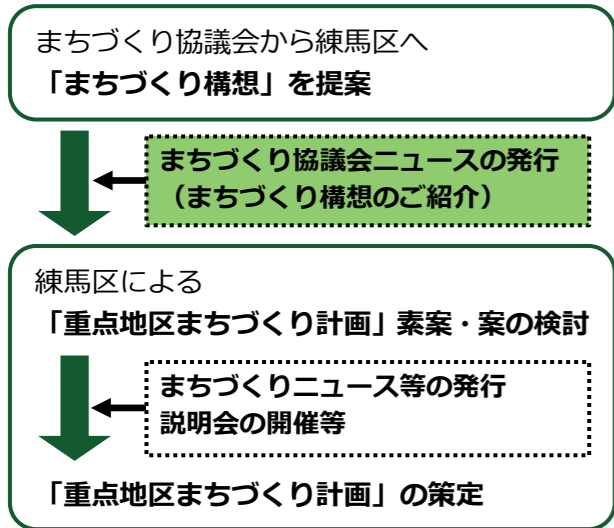 まちづくり協議会から練馬区へ
「まちづくり構想」を提案
まちづくり協議会ニュースの発行
（まちづくり構想のご紹介）
練馬区による
「重点地区まちづくり計画」素案・案の検討
まちづくりニュース等の発行
説明会の開催等
「重点地区まちづくり計画」の策定